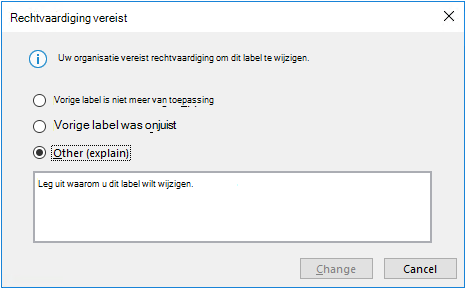 Rechtvaardiging vereist
Uw organisatie vereist rechtvaardiging om dit label te wijzigen.
Vorige label is niet meer van toepassing
Vorige label was onjuist
Other (explain)
Leg uit waarom u dit label wilt wijzigen.
Change
Cancel